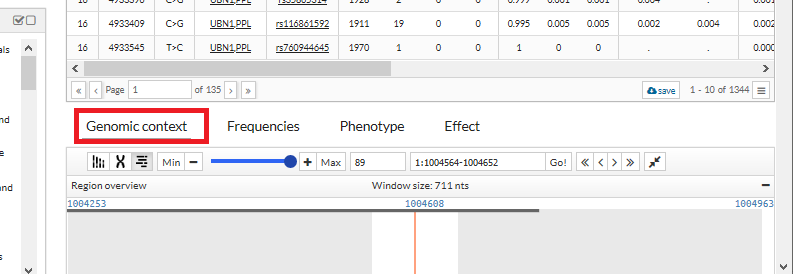 16 4933396 C>G UBN1,PPL 1928 2 0 0 0.999 0.001 0.001 0.001
als 16 4933409 C>G UBN1,PPL rs116861592 1911 19 0 0 0.995 0.005 0.005 0.002 0.004 0.002
16 4933545 T>C UBN1,PPL rs760944645 1970 1 0 0 1 0 0 . . 0.000
« ‹ Page 1 of 135 › » save 1 - 10 of 1344
nd
Genomic context Frequencies Phenotype Effect
e
Min − + Max 89 1:1004564-1004652 Go! « < > »
and
Region overview Window size: 711 nts −
1004253 1004608 1004963
s